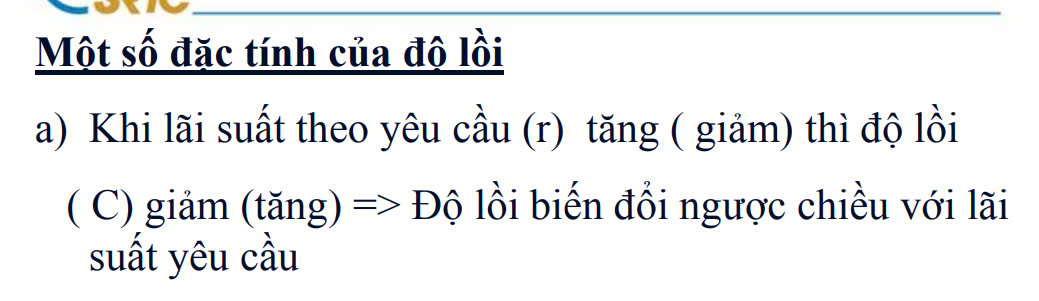 Một số đặc tính của độ lồi
a) Khi lãi suất theo yêu cầu (r) tăng ( giảm) thì độ lồi
( C) giảm (tăng) => Độ lồi biến đổi ngược chiều với lãi
suất yêu cầu